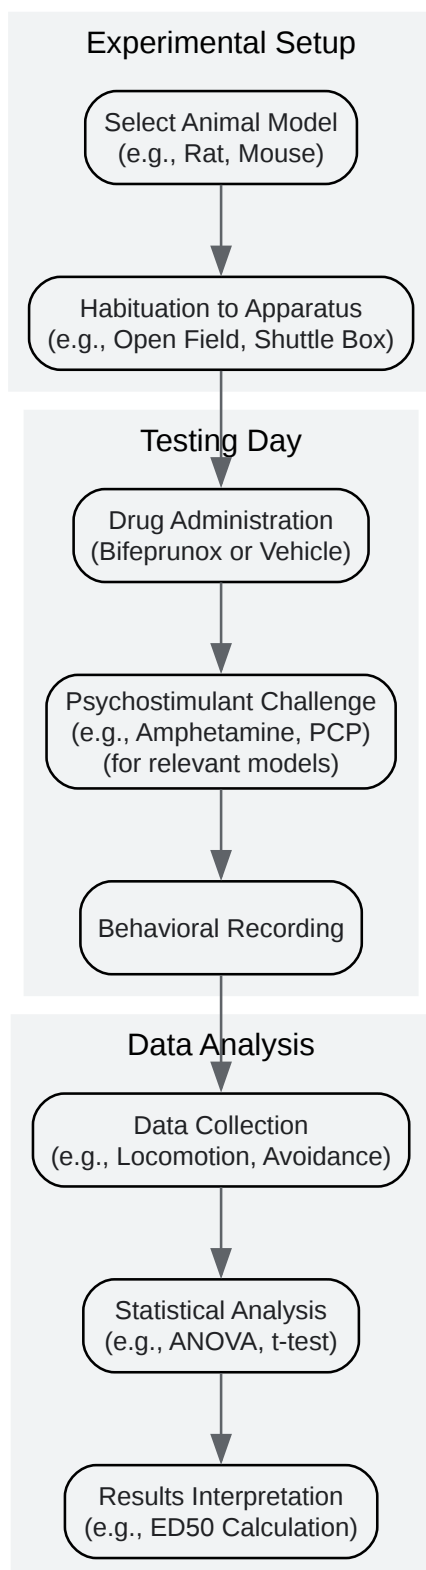 Experimental Setup
Select Animal Model
(e.g., Rat, Mouse)
Habituation to Apparatus
(e.g., Open Field, Shuttle Box)
Testing Day
Drug Administration
(Bifeprunox or Vehicle)
Psychostimulant Challenge
(e.g., Amphetamine, PCP)
(for relevant models)
Behavioral Recording
Data Analysis
Data Collection
(e.g., Locomotion, Avoidance)
Statistical Analysis
(e.g., ANOVA, t-test)
Results Interpretation
(e.g., ED50 Calculation)